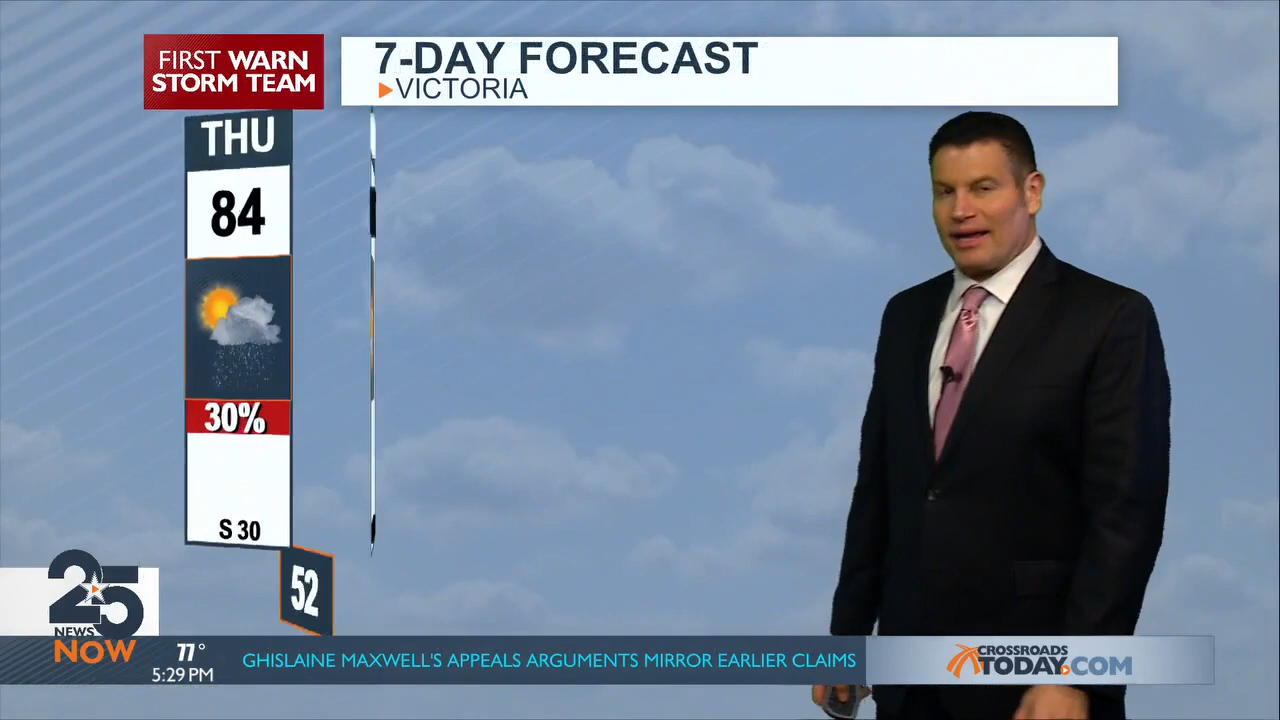 FIRST WARN
STORM TEAM
7-DAY FORECAST
VICTORIA
THU
84
30%
S 30
52
25
NEWS
NOW
77°
5:29 PM
GHISLAINE MAXWELL'S APPEALS ARGUMENTS MIRROR EARLIER CLAIMS
CROSSROADS
TODAY.COM